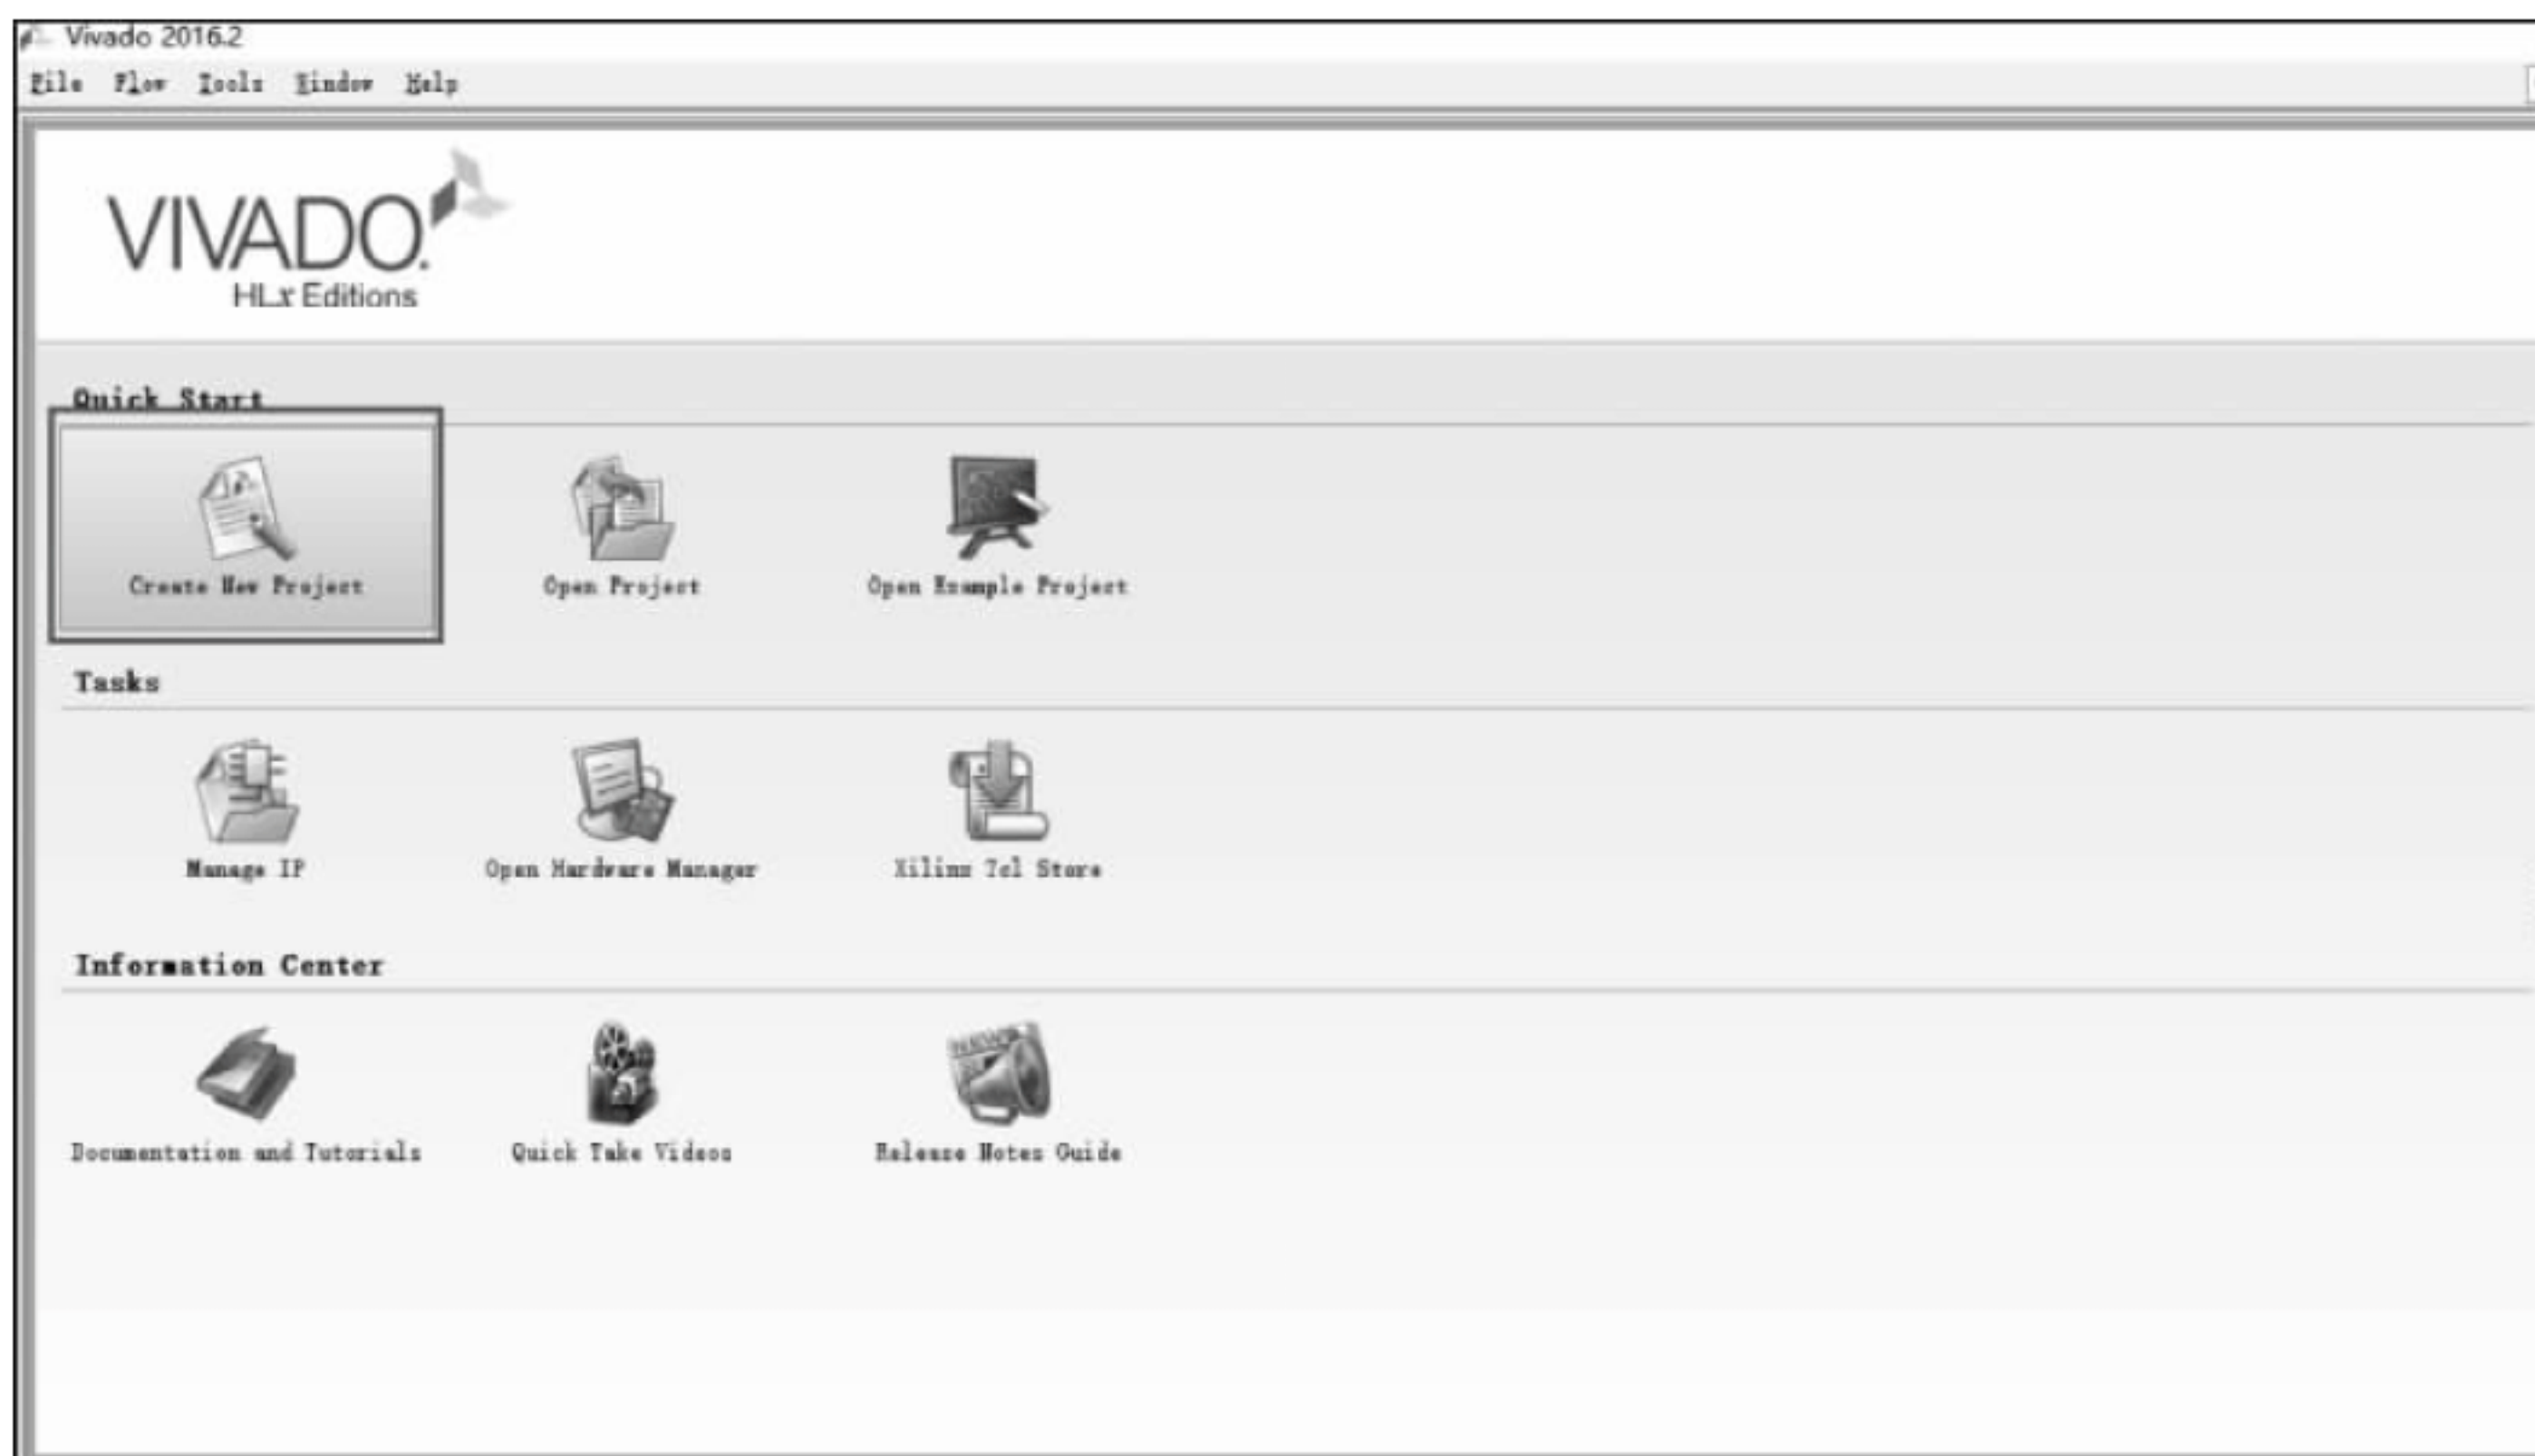 Vivado 2016.2
File Flow Tools Window Help
VIVADO.
HLx Editions
Quick Start
Create New Project Open Project Open Example Project
Tasks
Manage IP Open Hardware Manager Xilinx Tcl Store
Information Center
NEWS
Documentation and Tutorials Quick Take Videos Release Notes Guide